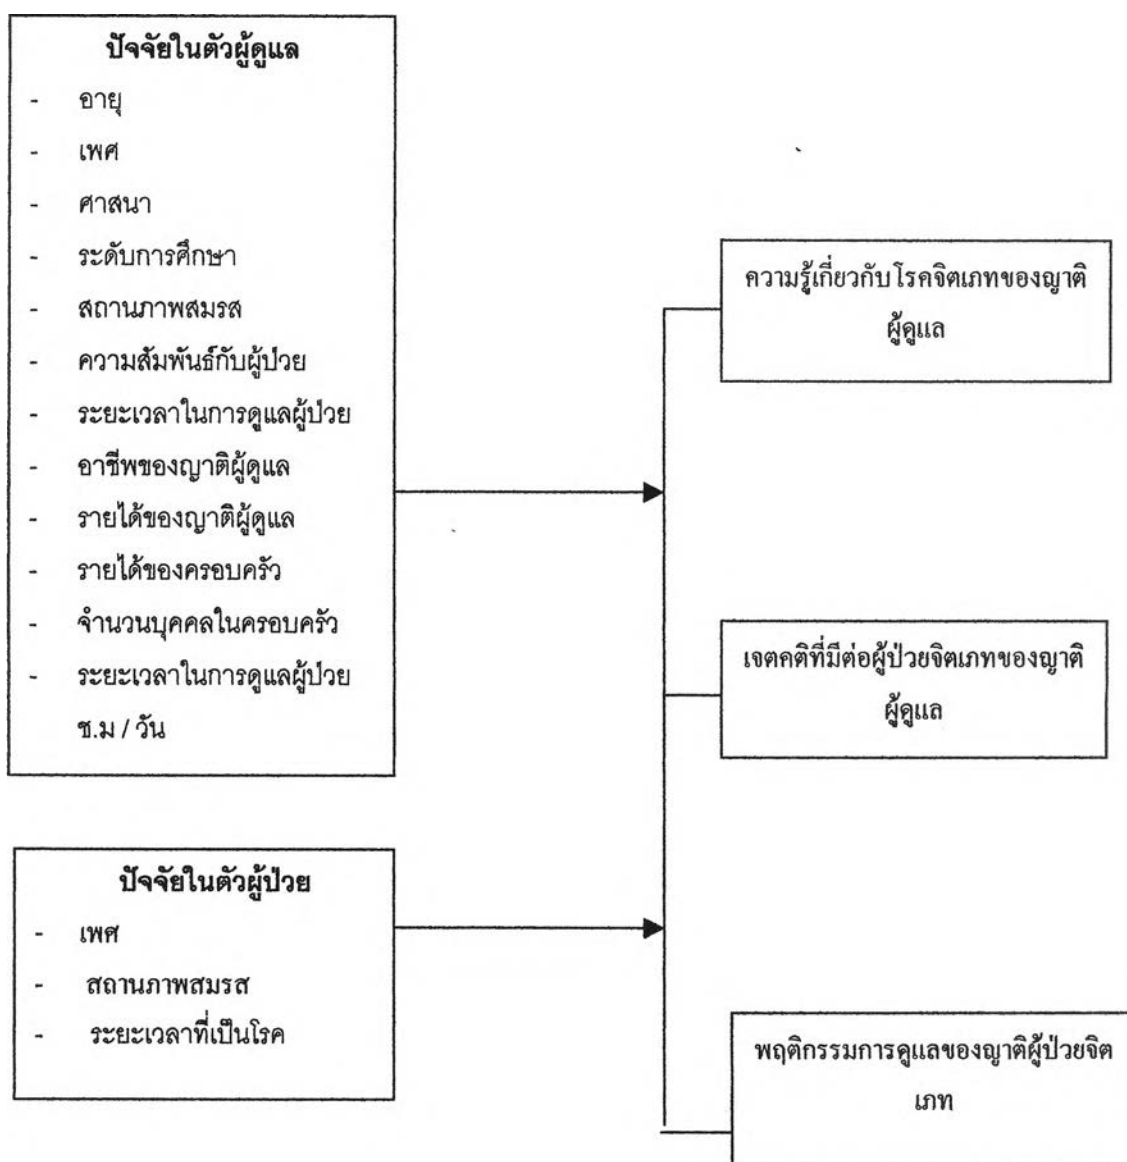 ปัจจัยในตัวผู้ดูแล
- อายุ
- เพศ
- ศาสนา
- ระดับการศึกษา
- สถานภาพสมรส
- ความสัมพันธ์กับผู้ป่วย
- ระยะเวลาในการดูแลผู้ป่วย
- อาชีพของญาติผู้ดูแล
- รายได้ของญาติผู้ดูแล
- รายได้ของครอบครัว
- จำนวนบุคคลในครอบครัว
- ระยะเวลาในการดูแลผู้ป่วย
ช.ม / วัน
ปัจจัยในตัวผู้ป่วย
- เพศ
- สถานภาพสมรส
- ระยะเวลาที่เป็นโรค
ความรู้เกี่ยวกับโรคจิตเภทของญาติ
ผู้ดูแล
เจตคติที่มีต่อผู้ป่วยจิตเภทของญาติ
ผู้ดูแล
พฤติกรรมการดูแลของญาติผู้ป่วยจิต
เภท